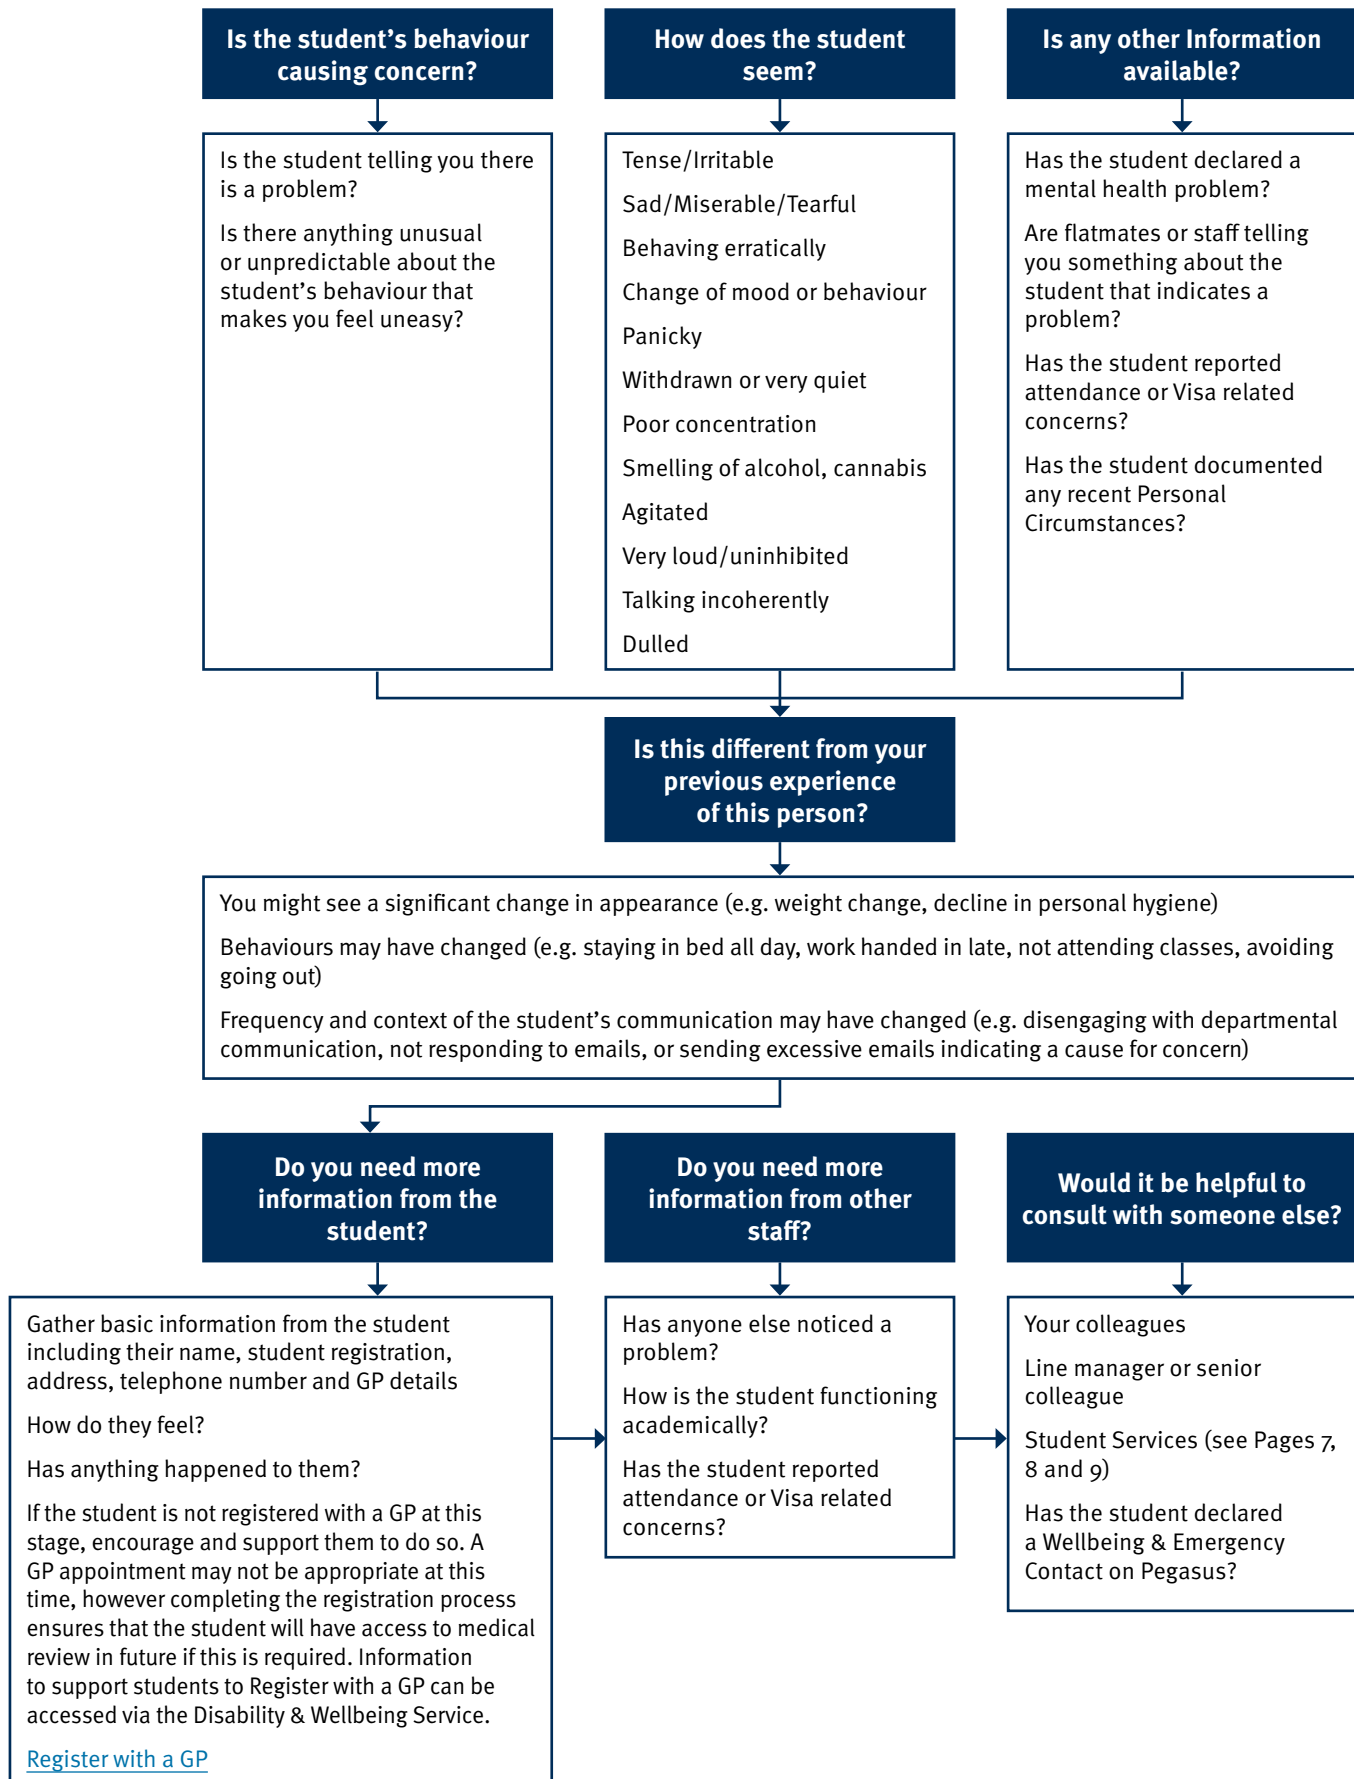 Is the student’s behaviour
causing concern?
How does the student
seem?
Is any other Information
available?
Is the student telling you there
is a problem?
Is there anything unusual
or unpredictable about the
student’s behaviour that
makes you feel uneasy?
Tense/Irritable
Sad/Miserable/Tearful
Behaving erratically
Change of mood or behaviour
Panicky
Withdrawn or very quiet
Poor concentration
Smelling of alcohol, cannabis
Agitated
Very loud/uninhibited
Talking incoherently
Dulled
Has the student declared a
mental health problem?
Are flatmates or staff telling
you something about the
student that indicates a
problem?
Has the student reported
attendance or Visa related
concerns?
Has the student documented
any recent Personal
Circumstances?
Is this different from your
previous experience
of this person?
You might see a significant change in appearance (e.g. weight change, decline in personal hygiene)
Behaviours may have changed (e.g. staying in bed all day, work handed in late, not attending classes, avoiding
going out)
Frequency and context of the student’s communication may have changed (e.g. disengaging with departmental
communication, not responding to emails, or sending excessive emails indicating a cause for concern)
Do you need more
information from the
student?
Do you need more
information from other
staff?
Would it be helpful to
consult with someone else?
Gather basic information from the student
including their name, student registration,
address, telephone number and GP details
How do they feel?
Has anything happened to them?
If the student is not registered with a GP at this
stage, encourage and support them to do so. A
GP appointment may not be appropriate at this
time, however completing the registration process
ensures that the student will have access to medical
review in future if this is required. Information
to support students to Register with a GP can be
accessed via the Disability & Wellbeing Service.
Register with a GP
Has anyone else noticed a
problem?
How is the student functioning
academically?
Has the student reported
attendance or Visa related
concerns?
Your colleagues
Line manager or senior
colleague
Student Services (see Pages 7,
8 and 9)
Has the student declared
a Wellbeing & Emergency
Contact on Pegasus?